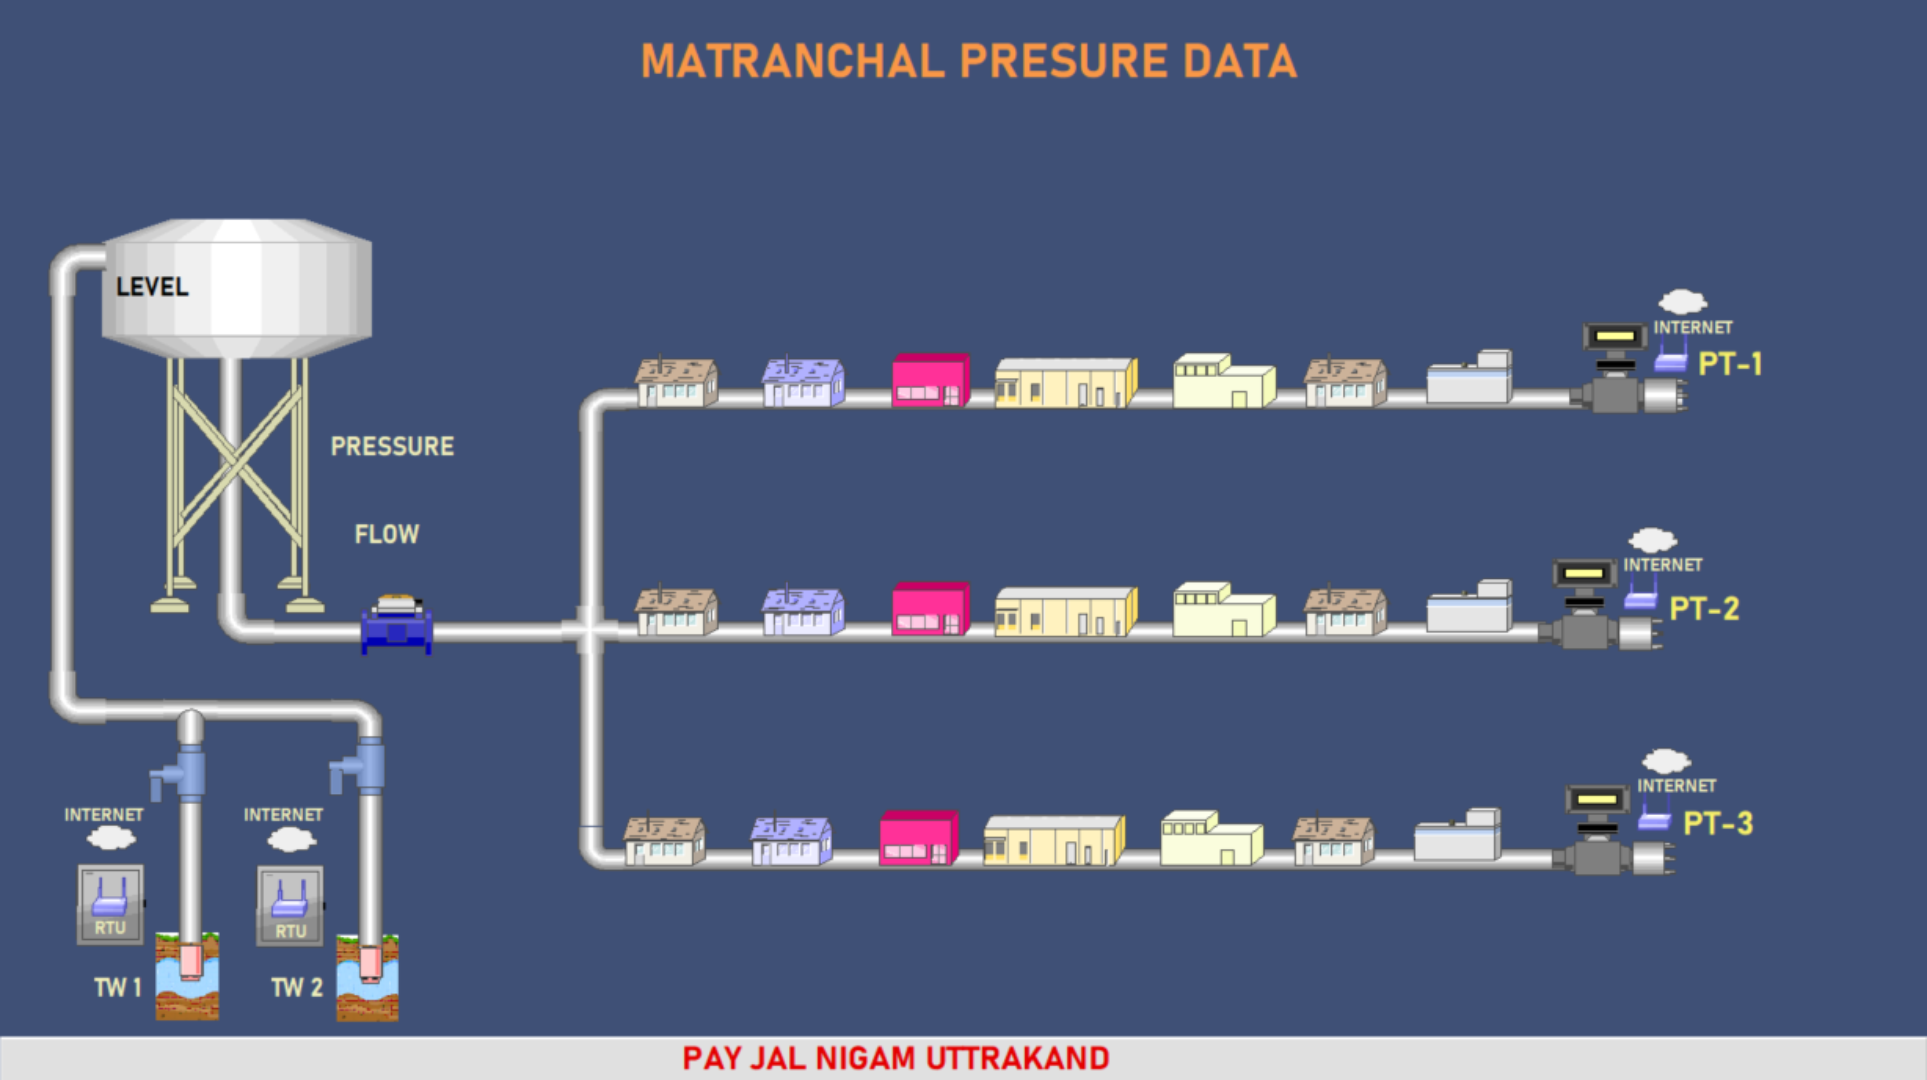 MATRANCHAL PRESURE DATA
LEVEL
PRESSURE
FLOW
INTERNET
PT-1
INTERNET
PT-2
INTERNET
PT-3
INTERNET
INTERNET
RTU
RTU
TW 1
TW 2
PAY JAL NIGAM UTTRAKAND